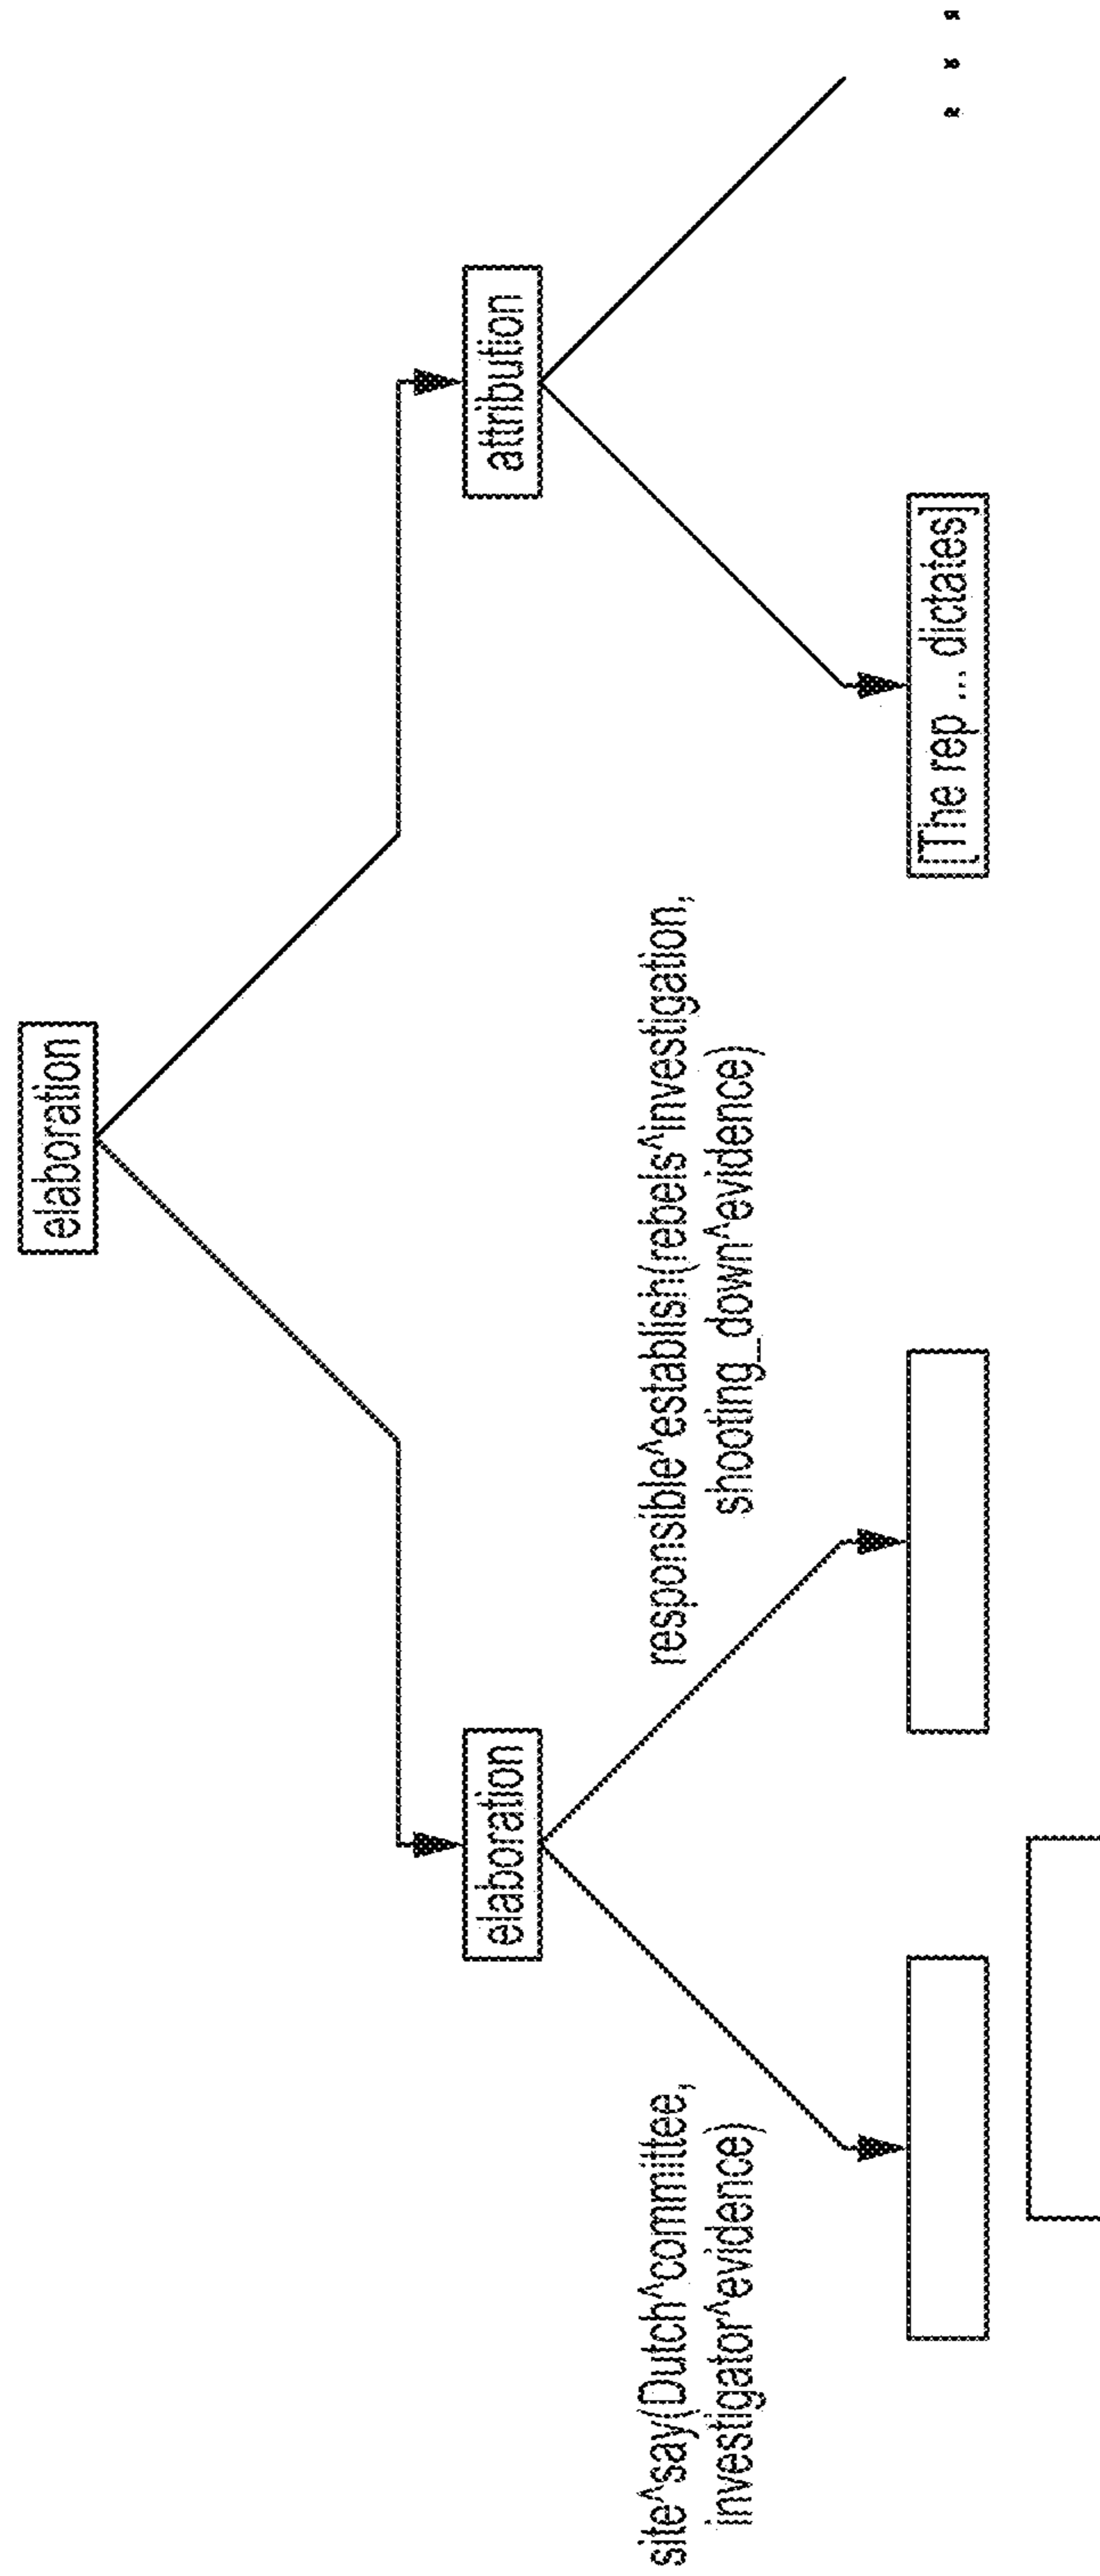 elaboration
elaboration
attribution
site^say(Dutch^committee,
investigator^evidence)
responsible^establish(rebels^investigation,
shooting_down^evidence)
[The rep ... dictates]
...